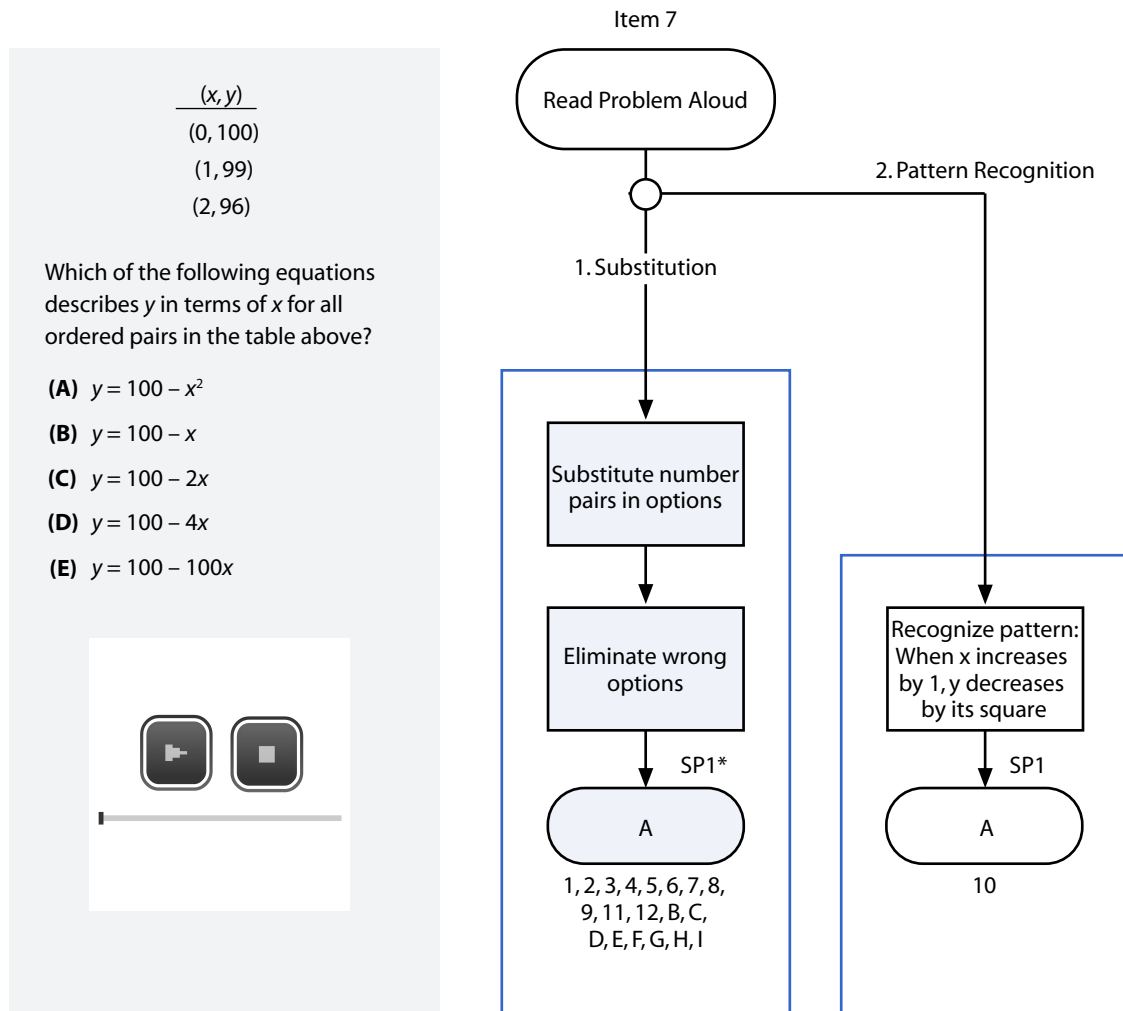 Item 7
(x, y)
(0, 100)
(1, 99)
(2, 96)
Which of the following equations
describes y in terms of x for all
ordered pairs in the table above?
(A) y = 100 – x²
(B) y = 100 – x
(C) y = 100 – 2x
(D) y = 100 – 4x
(E) y = 100 – 100x
Read Problem Aloud
1. Substitution
Substitute number
pairs in options
Eliminate wrong
options
SP1*
A
1, 2, 3, 4, 5, 6, 7, 8,
9, 11, 12, B, C,
D, E, F, G, H, I
2. Pattern Recognition
Recognize pattern:
When x increases
by 1, y decreases
by its square
SP1
A
10